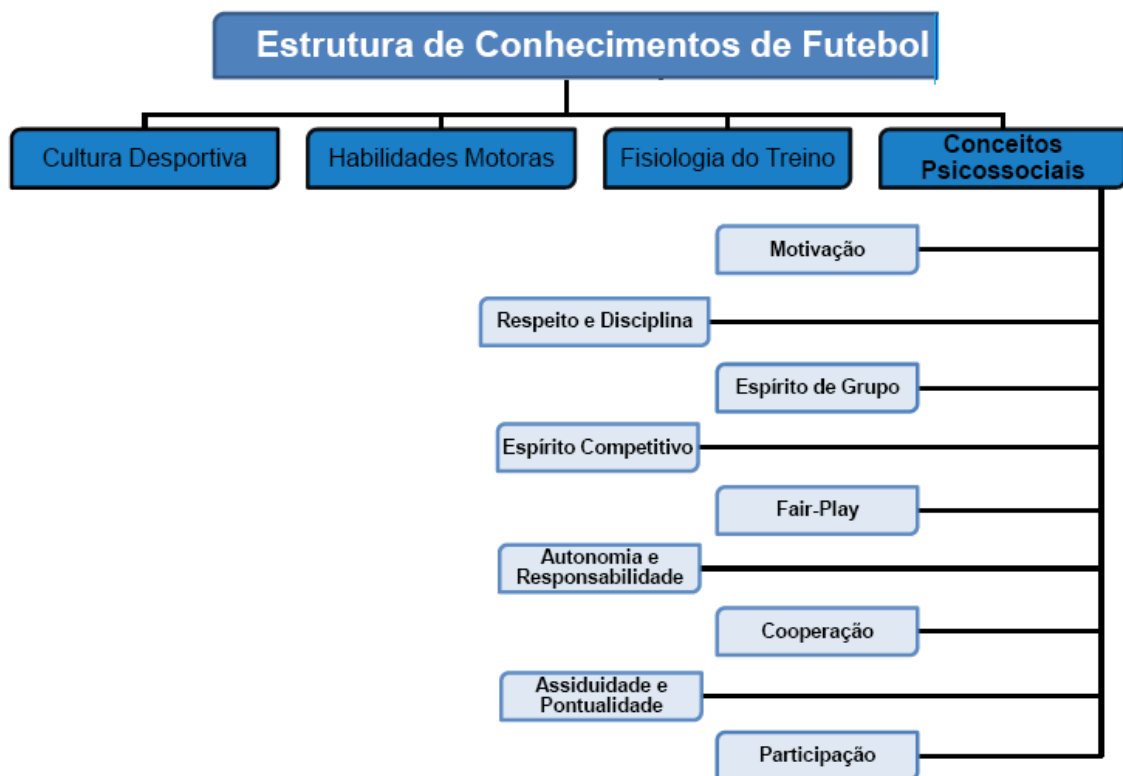 Estrutura de Conhecimentos de Futebol
Cultura Desportiva
Habilidades Motoras
Fisiologia do Treino
Conceitos
Psicossociais
Motivação
Respeito e Disciplina
Espírito de Grupo
Espírito Competitivo
Fair-Play
Autonomia e
Responsabilidade
Cooperação
Assiduidade e
Pontualidade
Participação